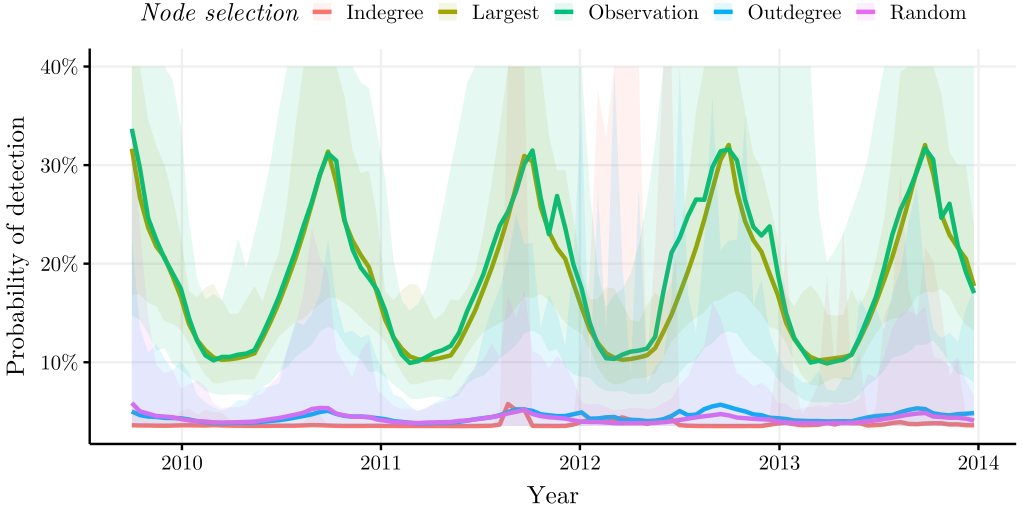 Node selection Indegree Largest Observation Outdegree Random
Probability of detection
40%
30%
20%
10%
2010 2011 2012 2013 2014
Year